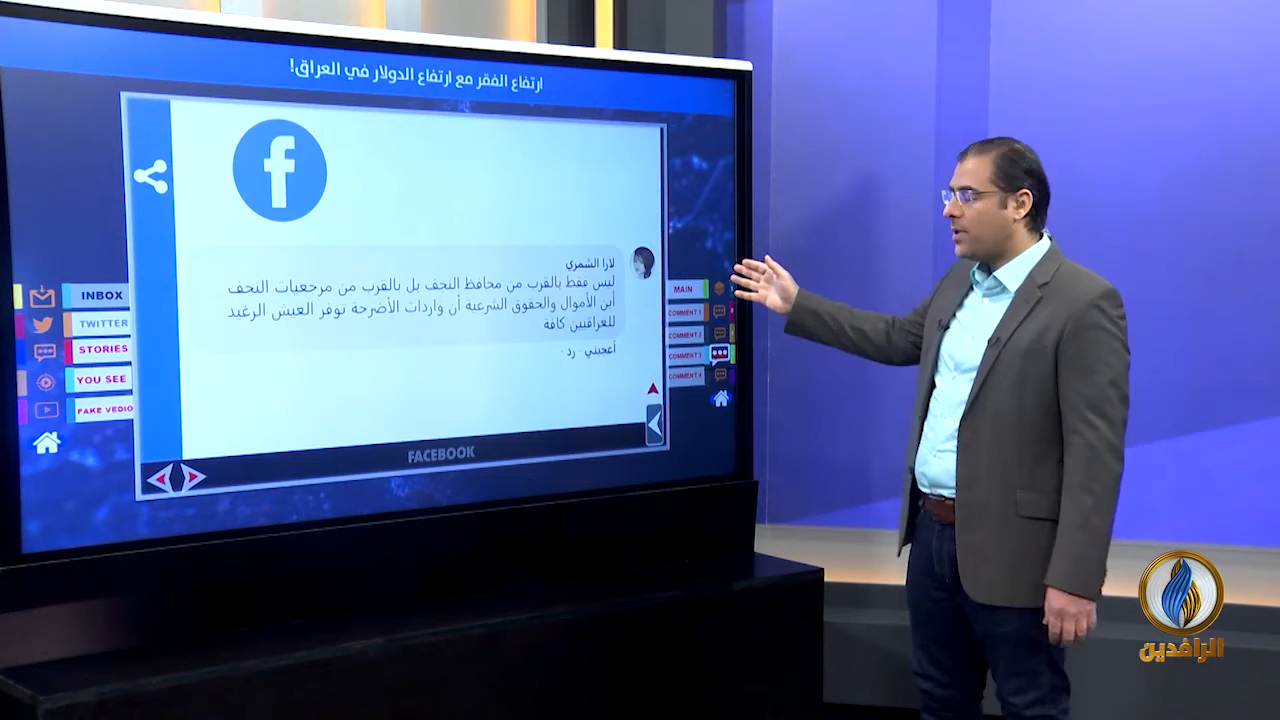 ارتفاع الفقر مع ارتفاع الدولار في العراق!
لارا الشمري
ليس فقط بالقرب من محافظ النجف بل بالقرب من مرجعيات النجف
أين الأموال والحقوق الشرعية أن واردات الأضرحة توفر العيش الرغيد
للعراقيين كافة
أعجبني رد
FACEBOOK
INBOX
TWITTER
STORIES
YOU SEE
FAKE VEDIO
MAIN
COMMENT 1
COMMENT 2
COMMENT 3
COMMENT 4
الرافدين